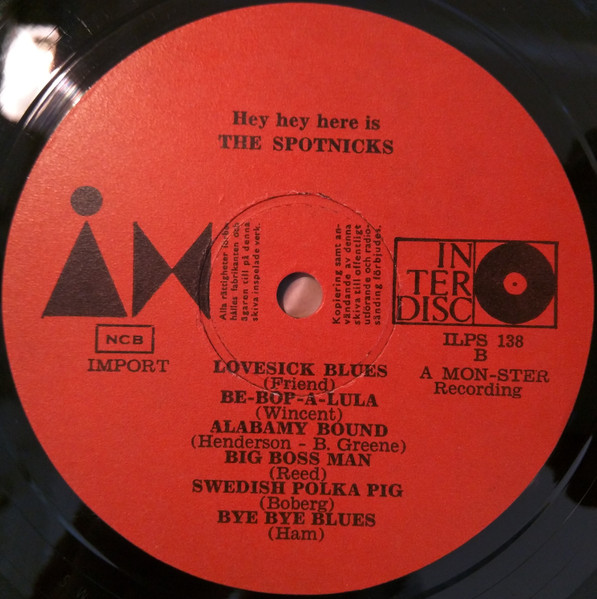 Hey hey here is
THE SPOTNICKS
ÅM
Alla rättigheter förbe-
hålles fabrikanten och
ägaren till på denna
skiva inspelade verk.
Kopiering samt an-
vändande av denna
skiva till offentligt
utförande och radio-
sändning förbjudes.
IN
TER
DISC
NCB
IMPORT
ILPS 138
B
A MON-STER
Recording
LOVESICK BLUES
(Friend)
BE-BOP-A-LULA
(Wincent)
ALABAMY BOUND
(Henderson - B. Greene)
BIG BOSS MAN
(Reed)
SWEDISH POLKA PIG
(Boberg)
BYE BYE BLUES
(Ham)